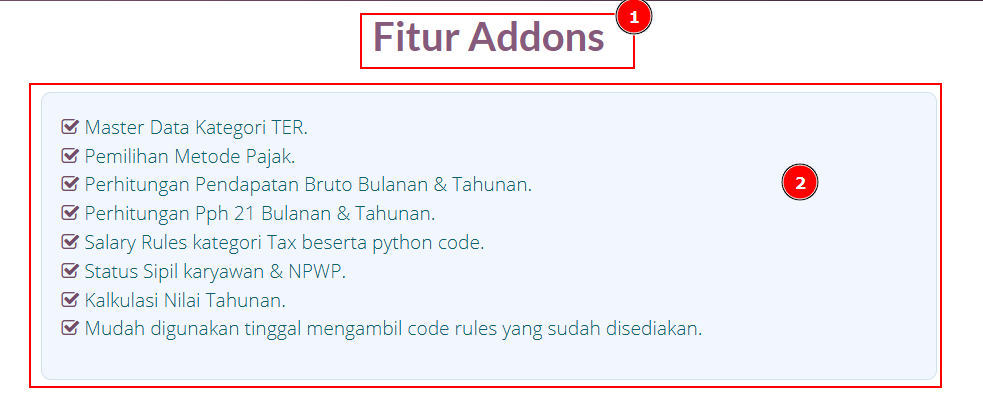 Fitur Addons
1
Master Data Kategori TER.
Pemilihan Metode Pajak.
Perhitungan Pendapatan Bruto Bulanan & Tahunan.
2
Perhitungan Pph 21 Bulanan & Tahunan.
Salary Rules kategori Tax beserta python code.
Status Sipil karyawan & NPWP.
Kalkulasi Nilai Tahunan.
Mudah digunakan tinggal mengambil code rules yang sudah disediakan.